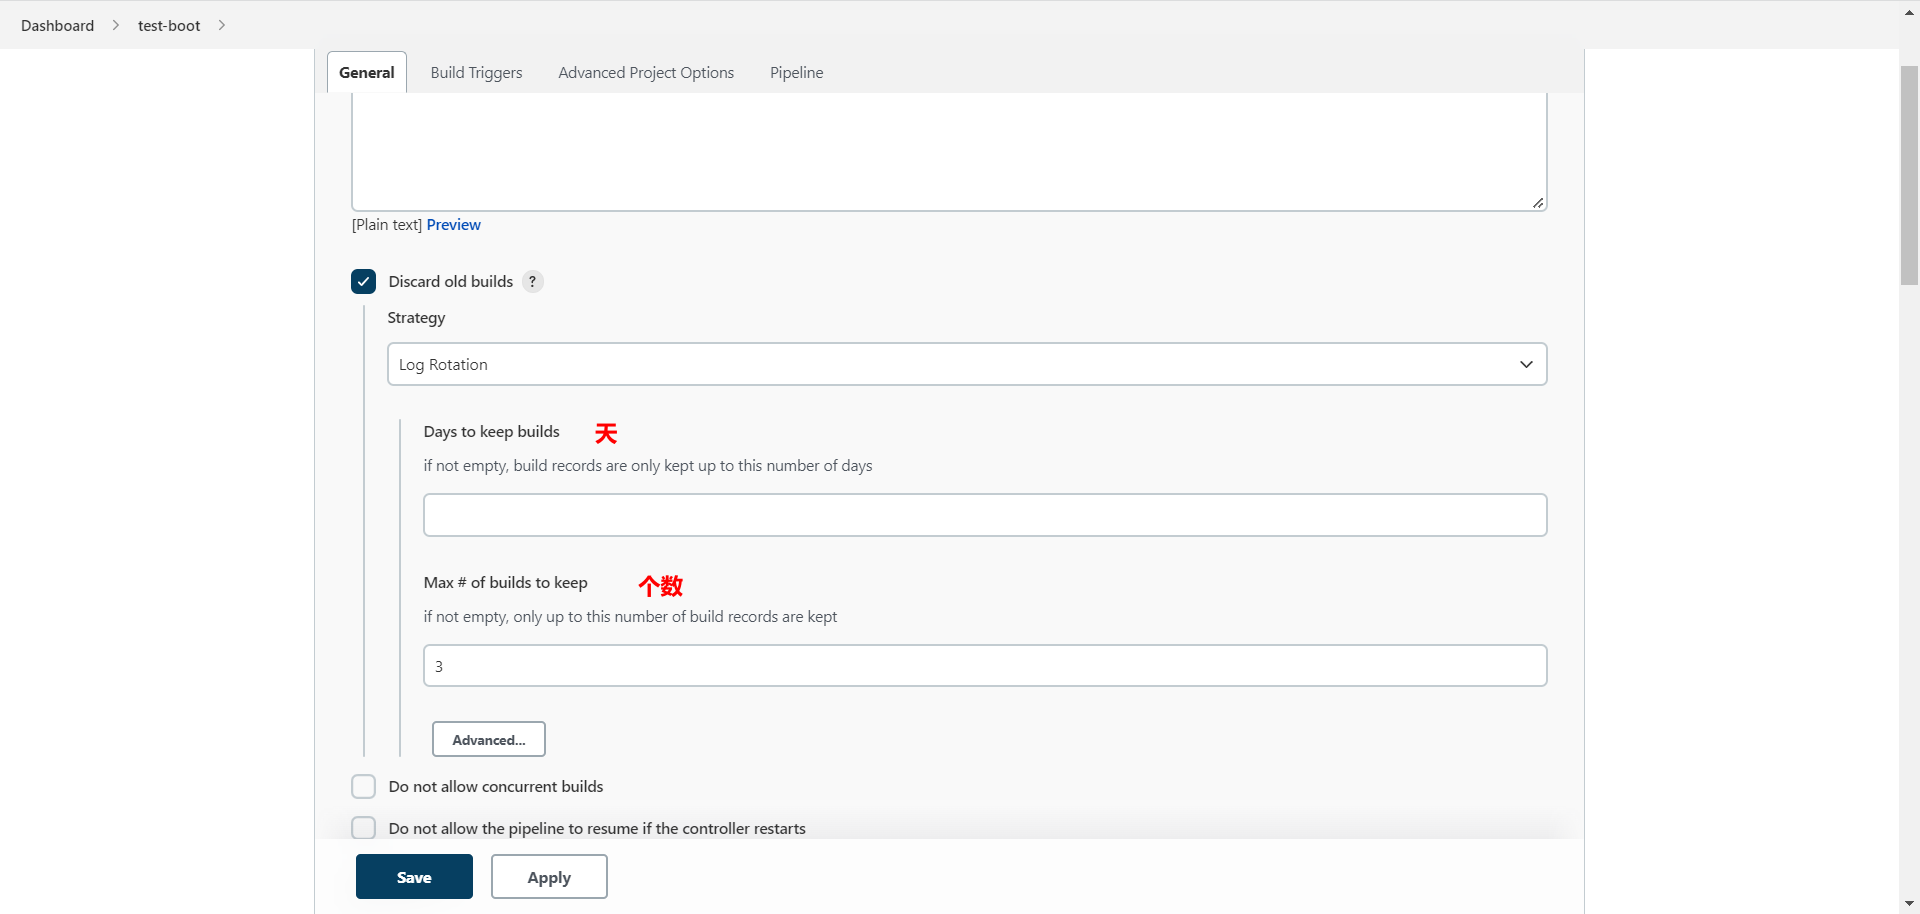 Dashboard > test-boot >
General Build Triggers Advanced Project Options Pipeline
[Plain text] Preview
Discard old builds ?
Strategy
Log Rotation
Days to keep builds 天
if not empty, build records are only kept up to this number of days
Max # of builds to keep 个数
if not empty, only up to this number of build records are kept
3
Advanced...
Do not allow concurrent builds
Do not allow the pipeline to resume if the controller restarts
Save Apply